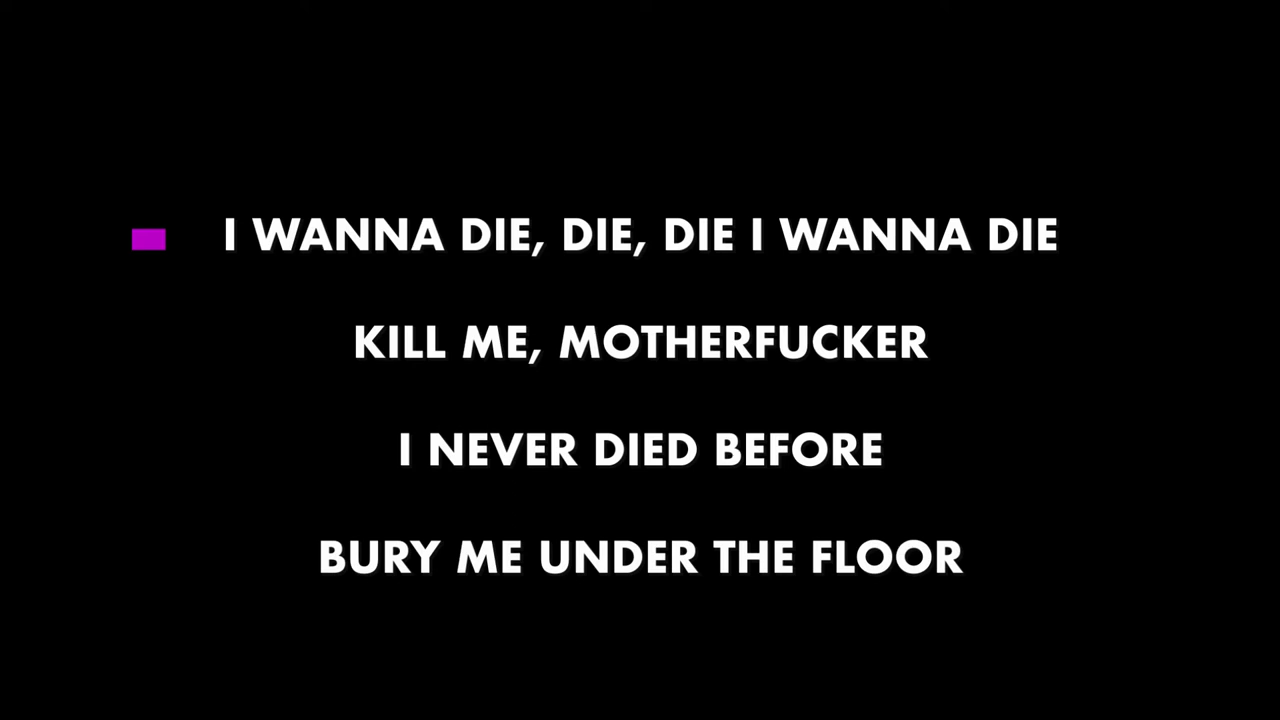 I WANNA DIE, DIE, DIE I WANNA DIE
KILL ME, MOTHERFUCKER
I NEVER DIED BEFORE
BURY ME UNDER THE FLOOR